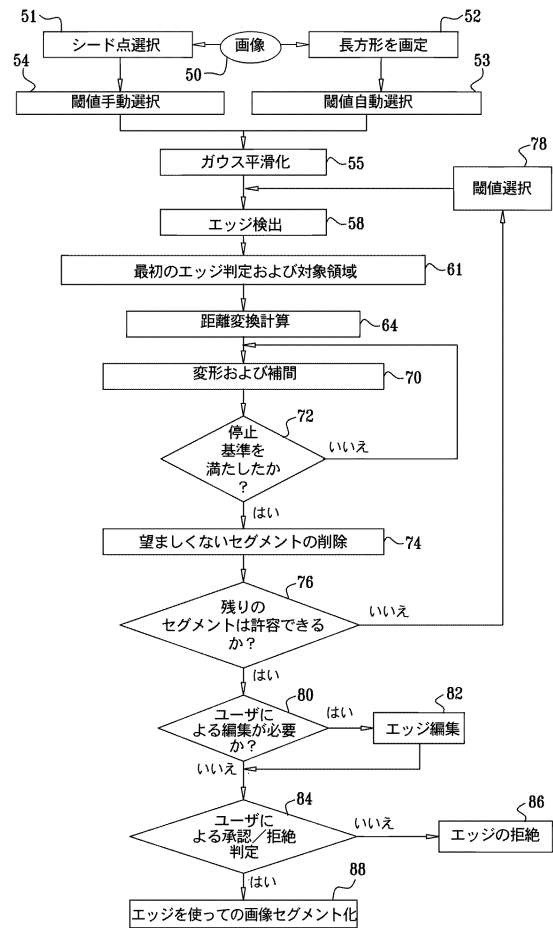 51
52
シード点選択
画像
長方形を画定
54
50
53
閾値手動選択
閾値自動選択
78
ガウス平滑化
55
閾値選択
エッジ検出
58
最初のエッジ判定および対象領域
61
距離変換計算
64
変形および補間
70
72
停止
基準を
満たしたか
?
いいえ
はい
望ましくないセグメントの削除
74
76
残りの
セグメントは許容できる
か?
いいえ
はい
80
ユーザに
よる編集が必要
か?
はい
82
エッジ編集
いいえ
84
ユーザに
よる承認/拒絶
判定
いいえ
86
エッジの拒絶
はい
88
エッジを使っての画像セグメント化